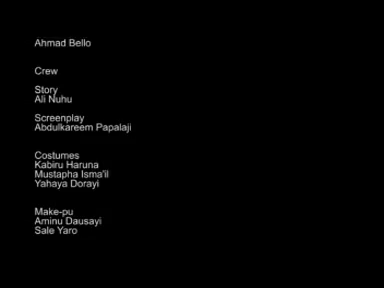 Ahmad Bello
Crew
Story
Ali Nuhu
Screenplay
Abdulkareem Papalaji
Costumes
Kabiru Haruna
Mustapha Isma'il
Yahaya Dorayi
Make-pu
Aminu Dausayi
Sale Yaro